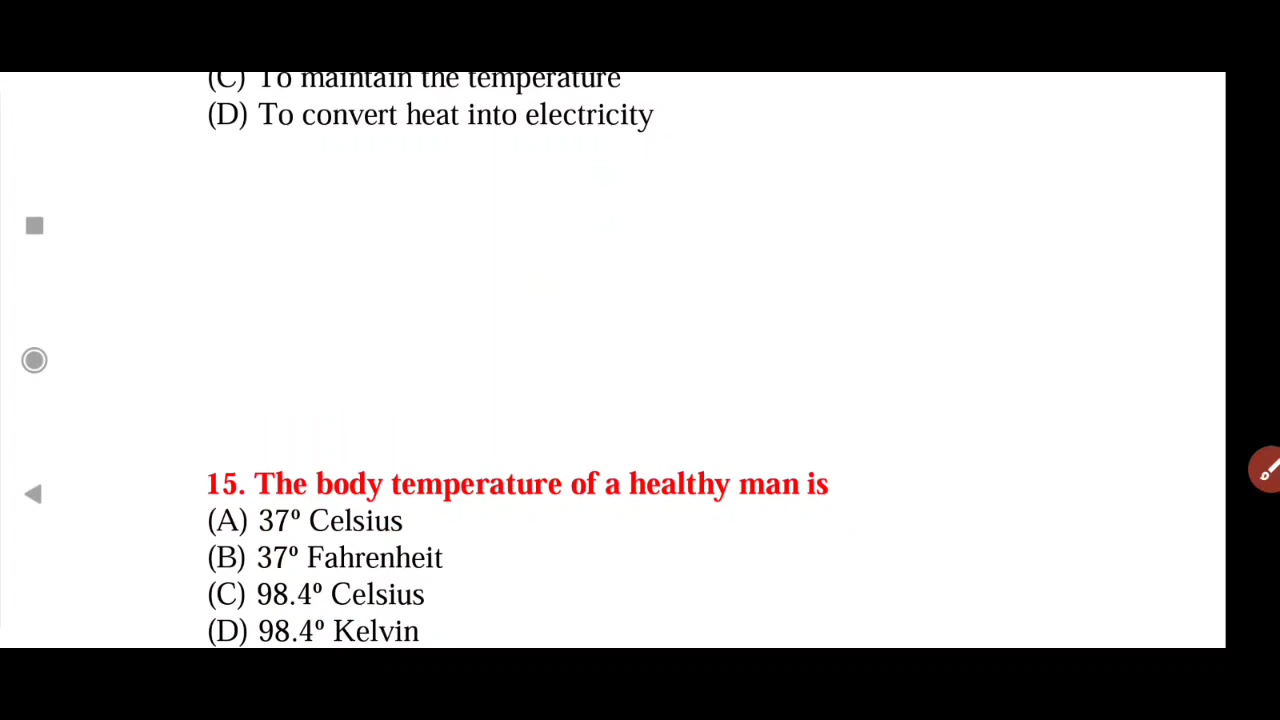 (C) To maintain the temperature
(D) To convert heat into electricity
15. The body temperature of a healthy man is
(A) 37º Celsius
(B) 37º Fahrenheit
(C) 98.4º Celsius
(D) 98.4º Kelvin